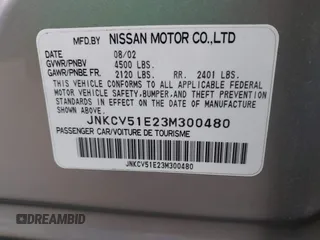 MFD.BY NISSAN MOTOR CO.,LTD
DATE 08/02
GVWR/PNBV 4500 LBS.
GAWR/PNBE FR. 2120 LBS. RR. 2401 LBS.
THIS VEHICLE CONFORMS TO ALL APPLICABLE FEDERAL
MOTOR VEHICLE SAFETY,BUMPER,AND THEFT PREVENTION
STANDARDS IN EFFECT ON THE DATE OF MANUFACTURE
SHOWN ABOVE.
JNKCV51E23M300480
PASSENGER CAR/VOITURE DE TOURISME
JNKCV51E23M300480
DREAMBID